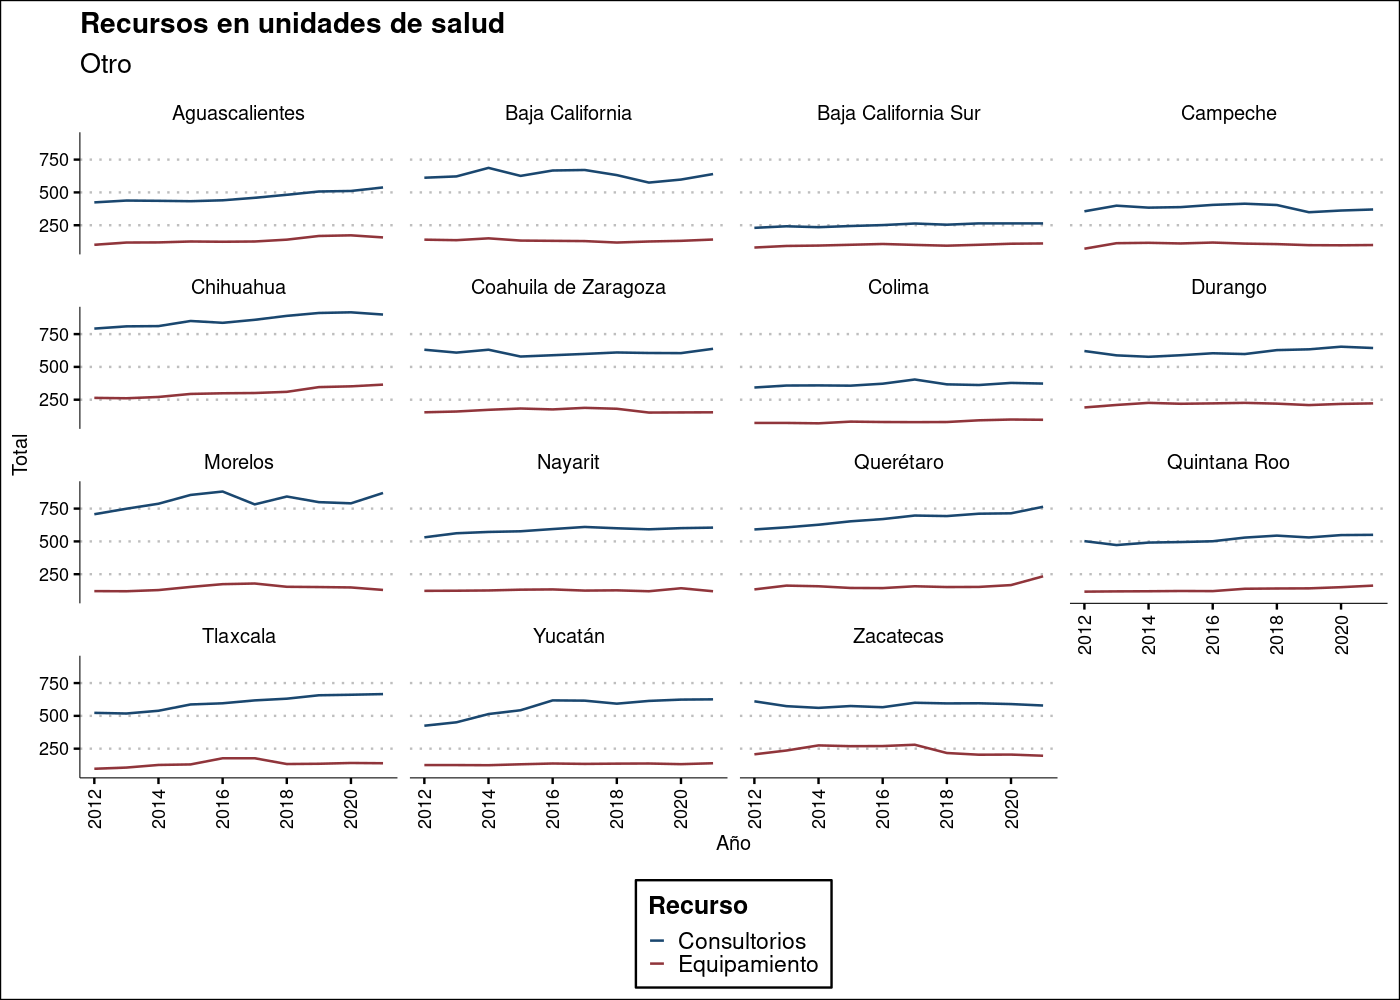 Recursos en unidades de salud
Otro
Aguascalientes
Baja California
Baja California Sur
Campeche
750
500
250
Chihuahua
Coahuila de Zaragoza
Colima
Durango
750
500
250
Morelos
Nayarit
Querétaro
Quintana Roo
750
500
250
2012 2014 2016 2018 2020
Tlaxcala
Yucatán
Zacatecas
750
500
250
2012 2014 2016 2018 2020
2012 2014 2016 2018 2020
2012 2014 2016 2018 2020
Total
Año
Recurso
Consultorios
Equipamiento